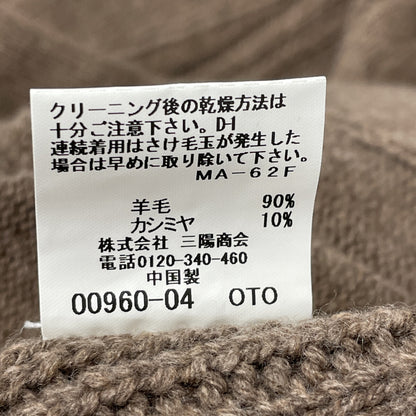 クリーニング後の乾燥方法は
十分ご注意下さい。D-1
連続着用はさけ毛玉が発生した
場合は早めに取り除いて下さい。
MA-62F
羊毛 90%
カシミヤ 10%
株式会社 三陽商会
電話0120-340-460
中国製
00960-04 OTO